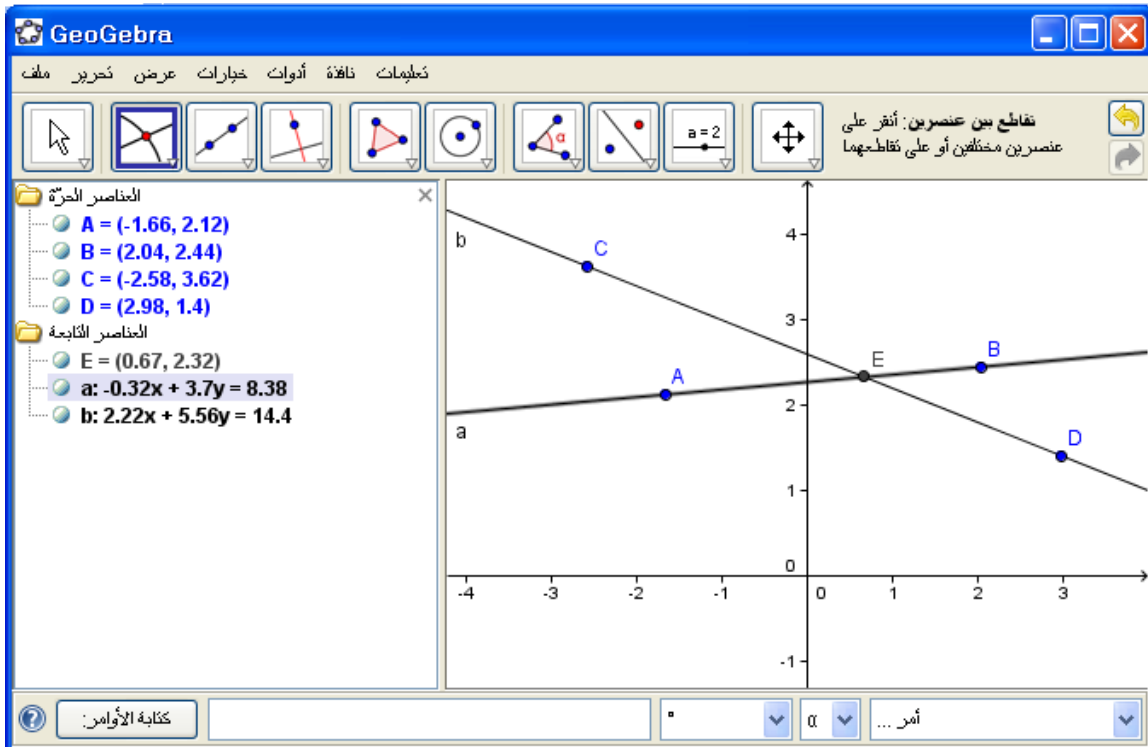 GeoGebra
ملف تحرير عرض خيارات أدوات نافذة تعليمات
a = 2
α
تقاطع بين عنصرين: أنقر على
عنصرين مختلفين أو على تقاطعهما
العناصر الحرّة
A = (-1.66, 2.12)
B = (2.04, 2.44)
C = (-2.58, 3.62)
D = (2.98, 1.4)
العناصر التابعة
E = (0.67, 2.32)
a: -0.32x + 3.7y = 8.38
b: 2.22x + 5.56y = 14.4
b
C
A
E
B
D
a
4
3
2
1
0
-1
-4 -3 -2 -1 0 1 2 3
كتابة الأوامر:
°
α
أمر ...